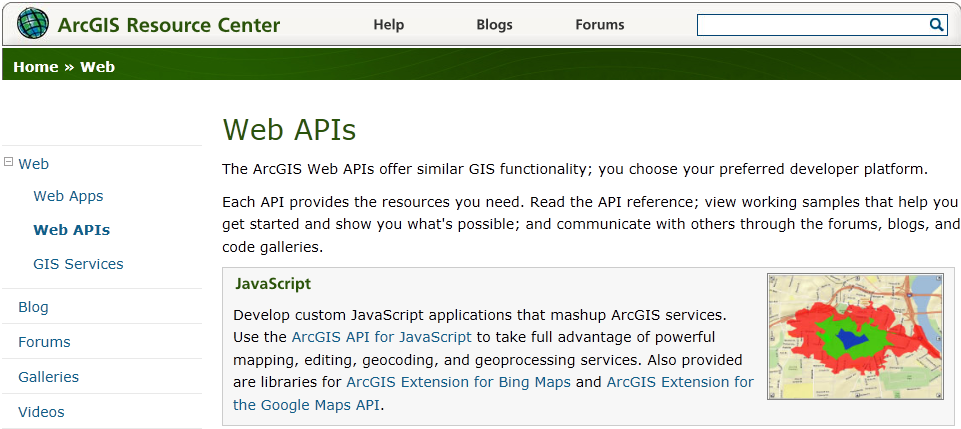 ArcGIS Resource Center Help Blogs Forums
Home » Web
Web APIs
The ArcGIS Web APIs offer similar GIS functionality; you choose your preferred developer platform.
Each API provides the resources you need. Read the API reference; view working samples that help you
get started and show you what's possible; and communicate with others through the forums, blogs, and
code galleries.
Web
Web Apps
Web APIs
GIS Services
Blog
Forums
Galleries
Videos
JavaScript
Develop custom JavaScript applications that mashup ArcGIS services.
Use the ArcGIS API for JavaScript to take full advantage of powerful
mapping, editing, geocoding, and geoprocessing services. Also provided
are libraries for ArcGIS Extension for Bing Maps and ArcGIS Extension for
the Google Maps API.